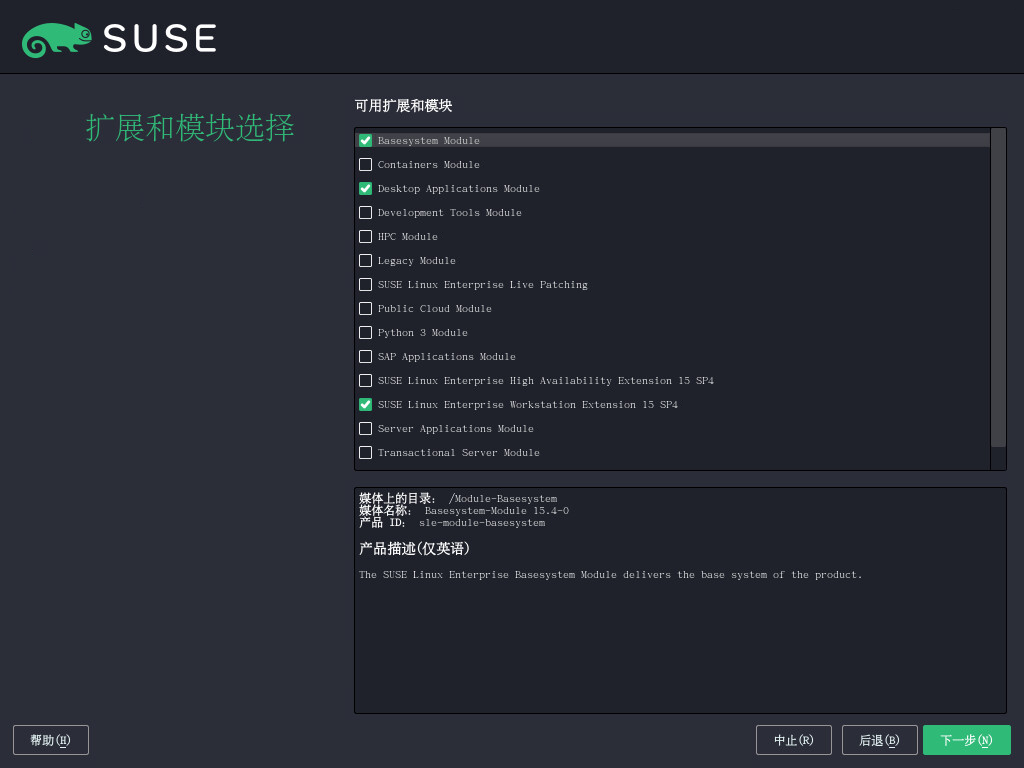 SUSE
扩展和模块选择
可用扩展和模块
Basesystem Module
Containers Module
Desktop Applications Module
Development Tools Module
HPC Module
Legacy Module
SUSE Linux Enterprise Live Patching
Public Cloud Module
Python 3 Module
SAP Applications Module
SUSE Linux Enterprise High Availability Extension 15 SP4
SUSE Linux Enterprise Workstation Extension 15 SP4
Server Applications Module
Transactional Server Module
媒体上的目录： /Module-Basesystem
媒体名称： Basesystem-Module 15.4-0
产品 ID： sle-module-basesystem
产品描述(仅英语)
The SUSE Linux Enterprise Basesystem Module delivers the base system of the product.
帮助(H)
中止(R)
后退(B)
下一步(N)